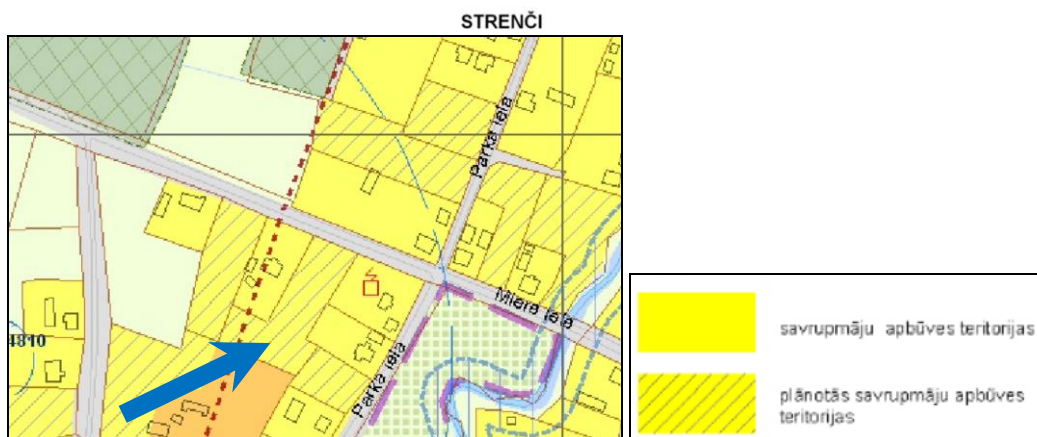 STRENČI
Parka iela
Miera iela
Parka iela
4810
savrupmāju apbūves teritorijas
plānotās savrupmāju apbūves
teritorijas